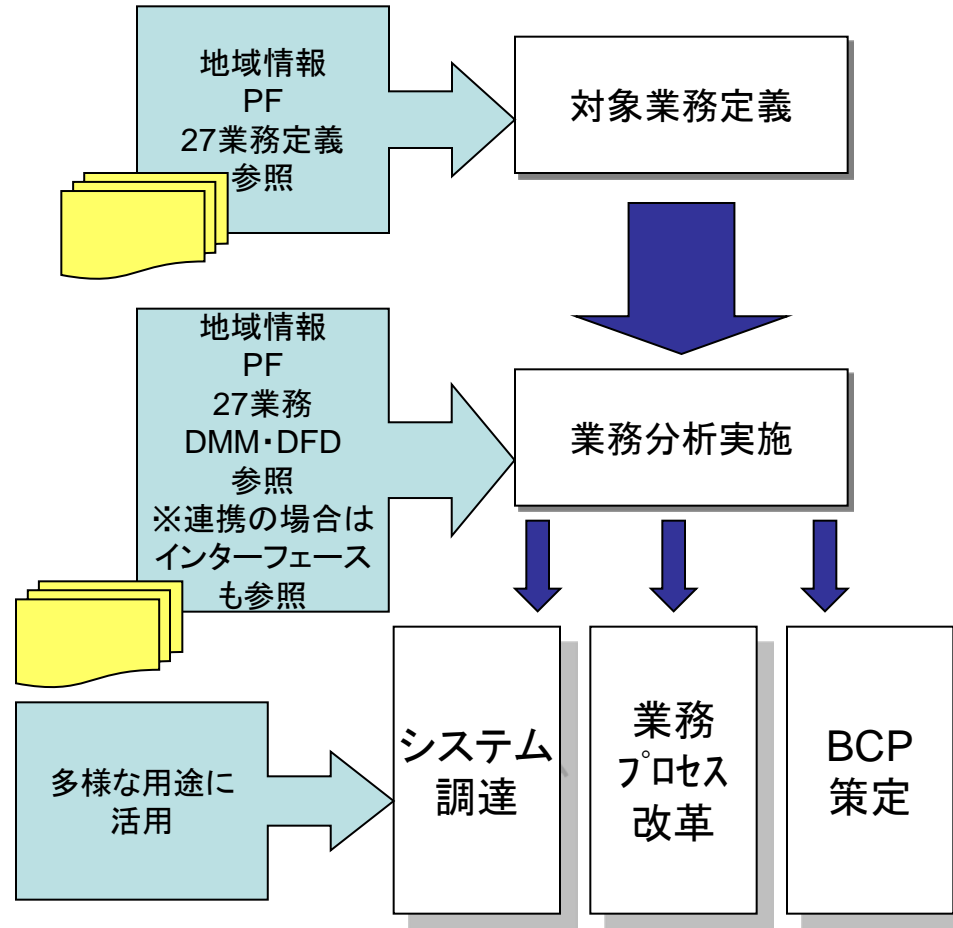 地域情報
PF
27業務定義
参照
対象業務定義
地域情報
PF
27業務
DMM・DFD
参照
※連携の場合は
インターフェース
も参照
業務分析実施
多様な用途に
活用
システム
調達
業務
プロセス
改革
BCP
策定